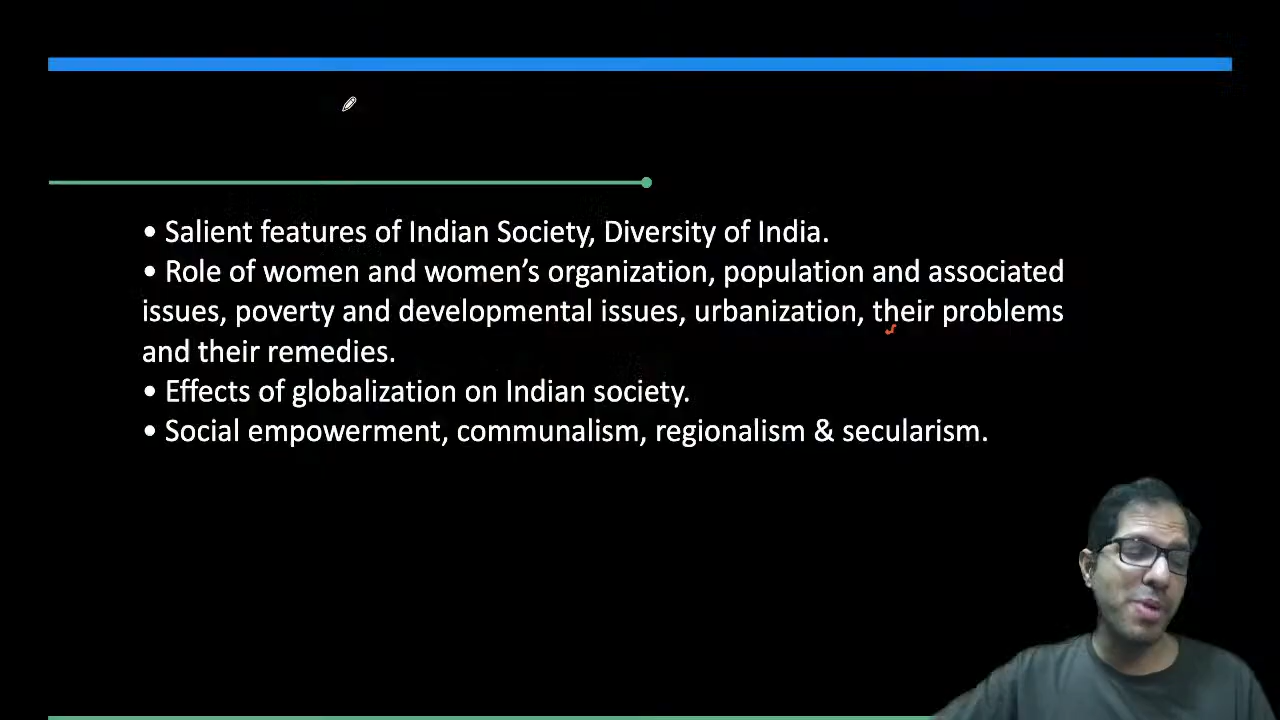 • Salient features of Indian Society, Diversity of India.
• Role of women and women’s organization, population and associated
issues, poverty and developmental issues, urbanization, their problems
and their remedies.
• Effects of globalization on Indian society.
• Social empowerment, communalism, regionalism & secularism.